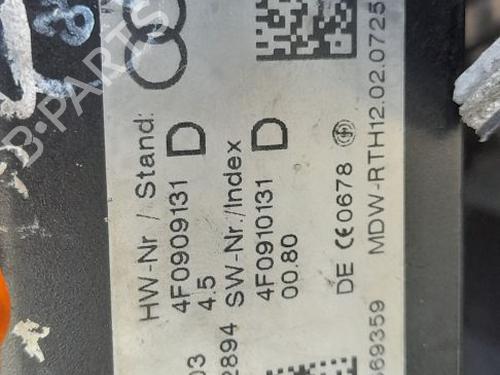 HW-Nr / Stand:
4F0909131 D
03 4.5
2894 SW-Nr./Index
4F0910131 D
00.80
DE CE0678
669359 MDW-RTH12.02.0725
B-PARTS